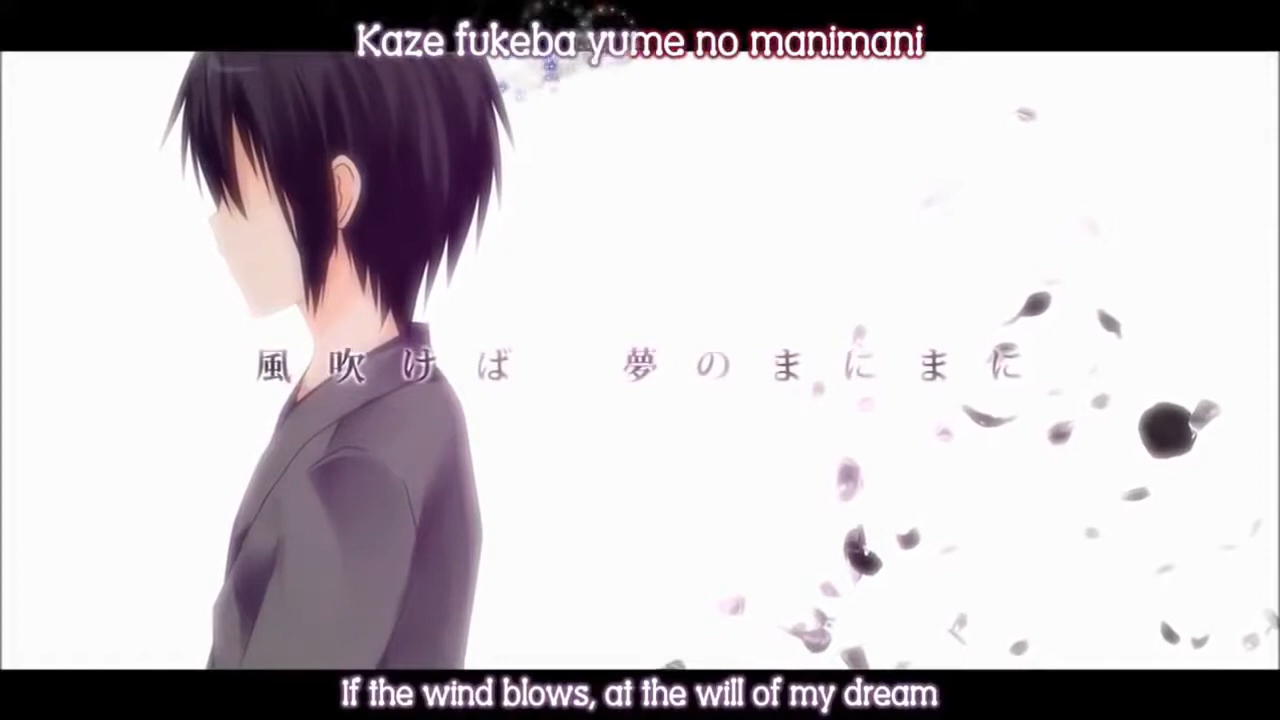 Kaze fukeba yume no manimani
風吹けば 夢のまにまに
If the wind blows, at the will of my dream